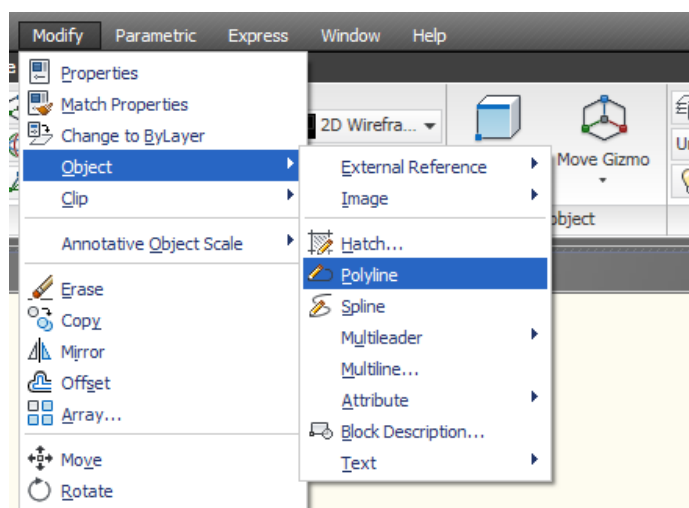 Modify Parametric Express Window Help
Properties
Match Properties
Change to ByLayer
Object
Clip
Annotative Object Scale
Erase
Copy
Mirror
Offset
Array...
Move
Rotate
2D Wirefra...
Move Gizmo
External Reference
Image
Hatch...
Polyline
Spline
Multileader
Multiline...
Attribute
Block Description...
Text